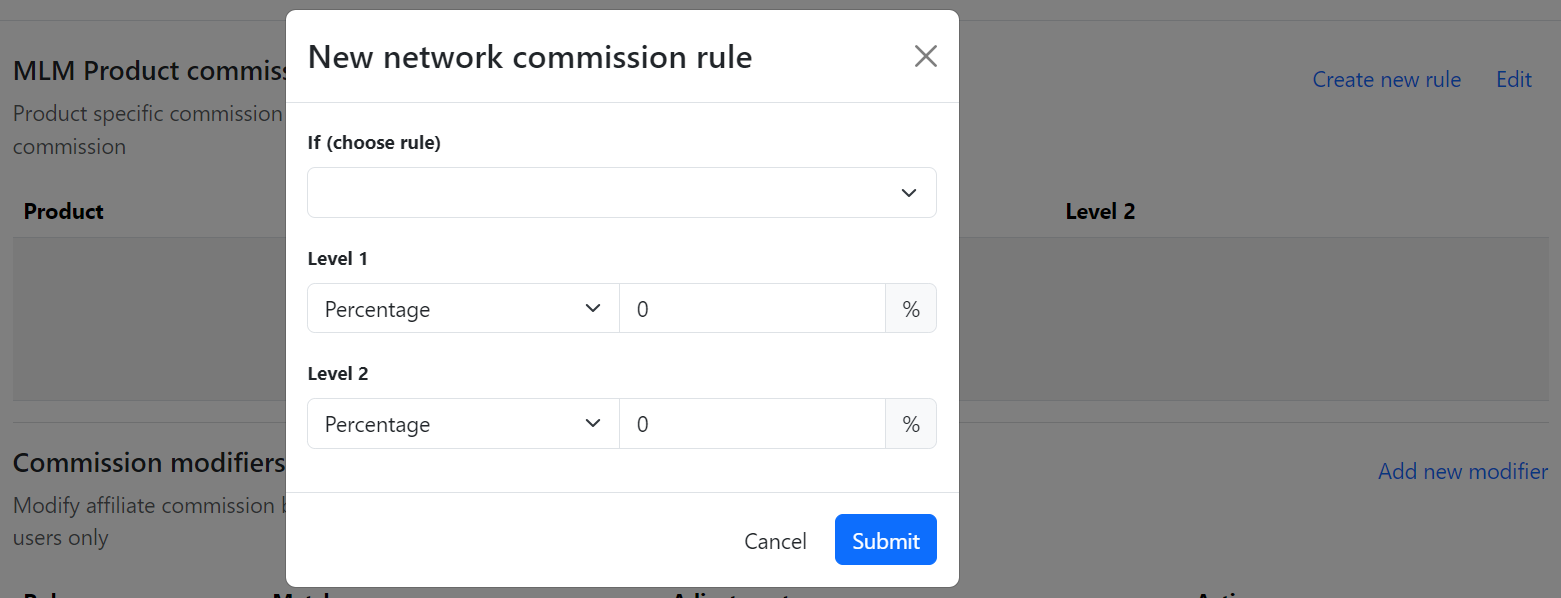 New network commission rule
MLM Product commiss
Create new rule Edit
Product specific commission
commission
If (choose rule)
Product
Level 2
Level 1
Percentage 0 %
Level 2
Percentage 0 %
Commission modifiers
Add new modifier
Modify affiliate commission
users only
Cancel Submit